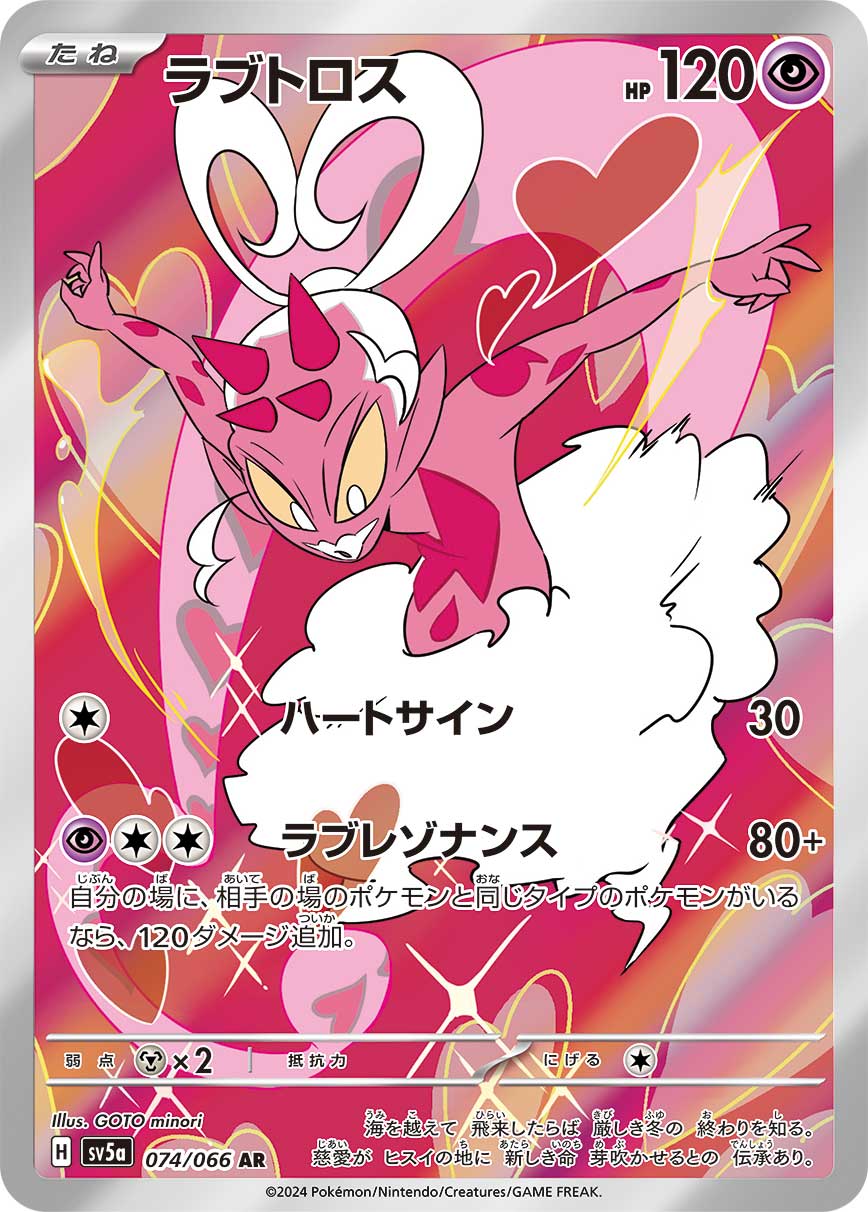 たね
ラブトロス
HP 120
ハートサイン 30
ラブレゾナンス 80+
自分の場に、相手の場のポケモンと同じタイプのポケモンがいる
なら、120ダメージ追加。
弱点 ×2 抵抗力 にげる
Illus. GOTO minori
海を越えて 飛来したらば 厳しき冬の 終わりを知る。
慈愛が ヒスイの地に 新しき命 芽吹かせるとの 伝承あり。
H sv5a 074/066 AR
©2024 Pokémon/Nintendo/Creatures/GAME FREAK.